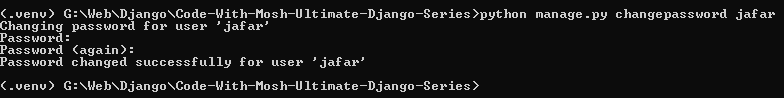 (.venv) G:\Web\Django\Code-With-Mosh-Ultimate-Django-Series>python manage.py changepassword jafar
Changing password for user 'jafar'
Password:
Password (again):
Password changed successfully for user 'jafar'
(.venv) G:\Web\Django\Code-With-Mosh-Ultimate-Django-Series>